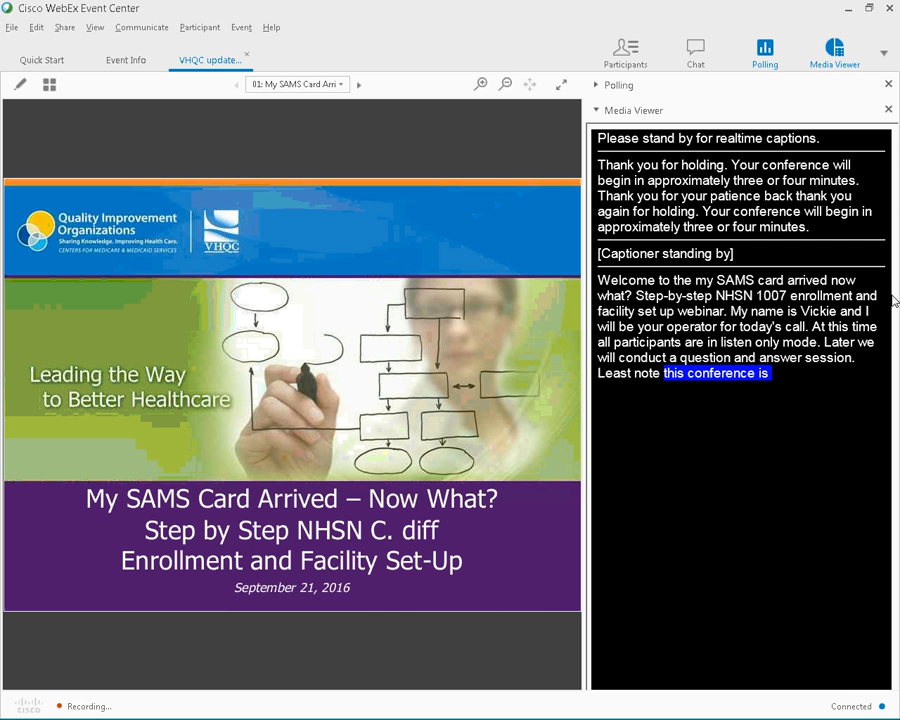 Cisco WebEx Event Center
File Edit Share View Communicate Participant Event Help
Quick Start Event Info VHQC update...
Participants Chat Polling Media Viewer
01: My SAMS Card Arri
Polling
Media Viewer
Quality Improvement
Organizations
Sharing Knowledge. Improving Health Care.
CENTERS FOR MEDICARE & MEDICAID SERVICES
VHQC
Leading the Way
to Better Healthcare
My SAMS Card Arrived – Now What?
Step by Step NHSN C. diff
Enrollment and Facility Set-Up
September 21, 2016
Please stand by for realtime captions.
Thank you for holding. Your conference will
begin in approximately three or four minutes.
Thank you for your patience back thank you
again for holding. Your conference will begin in
approximately three or four minutes.
[Captioner standing by]
Welcome to the my SAMS card arrived now
what? Step-by-step NHSN 1007 enrollment and
facility set up webinar. My name is Vickie and I
will be your operator for today's call. At this time
all participants are in listen only mode. Later we
will conduct a question and answer session.
Least note this conference is
CISCO
Recording...
Connected